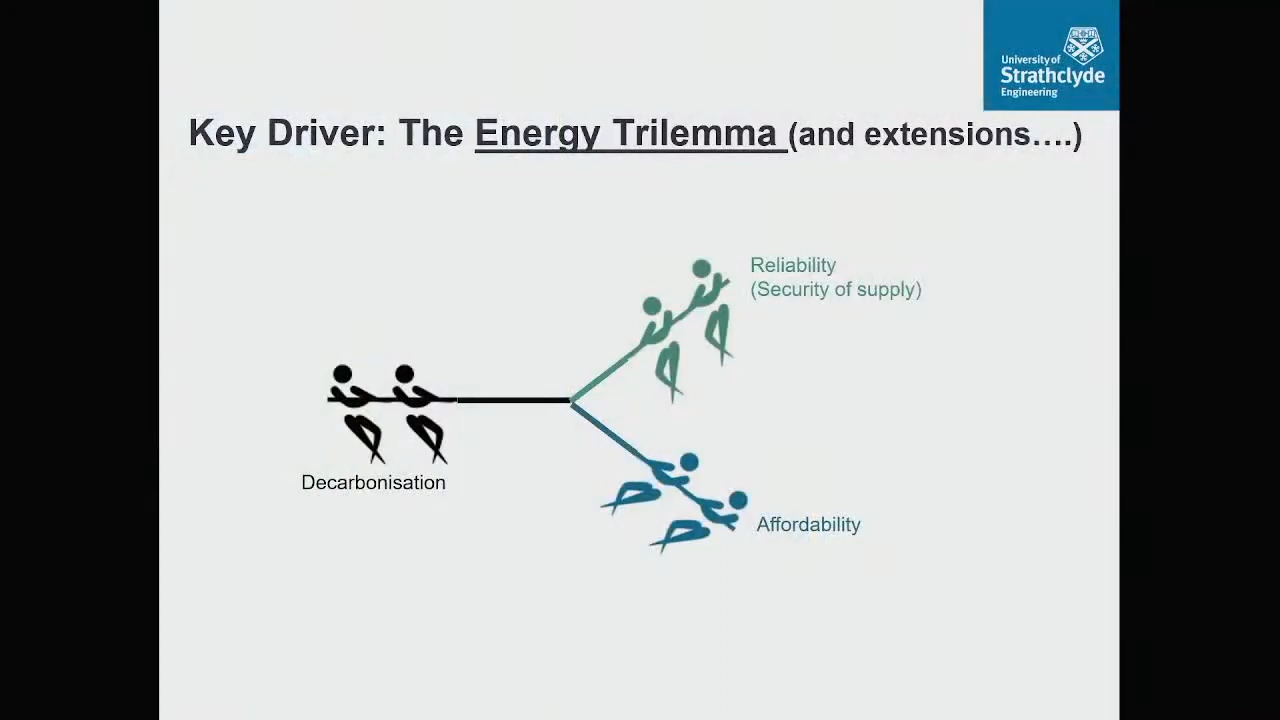 University of
Strathclyde
Engineering
Key Driver: The Energy Trilemma (and extensions….)
Reliability
(Security of supply)
Decarbonisation
Affordability